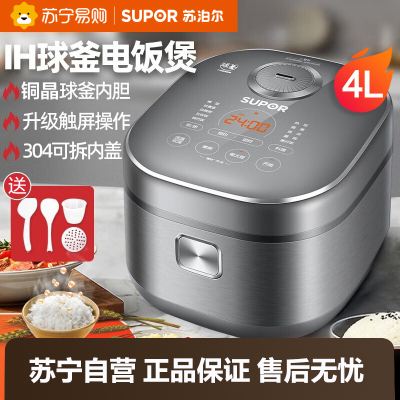 苏宁易购 SUPOR 苏泊尔
IH球釜电饭煲
4L
铜晶球釜内胆
升级触屏操作
304可拆内盖
送
SUPOR
24:00
苏宁自营 正品保证 售后无忧